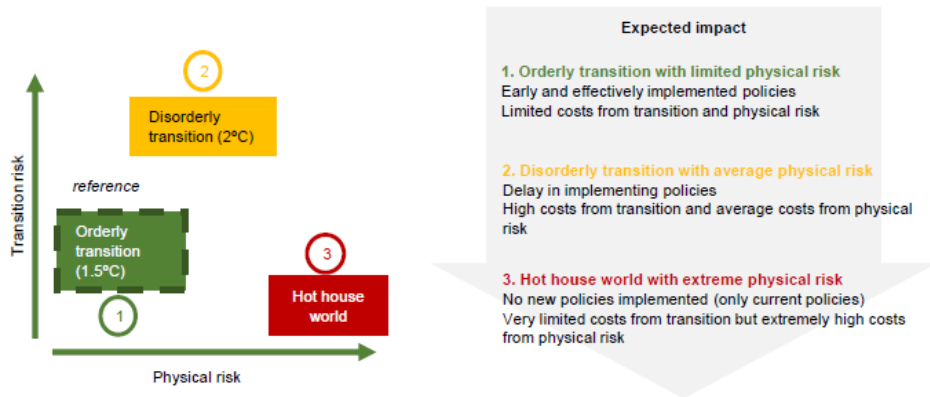 2
Disorderly
transition (2ºC)
reference
Orderly
transition
(1.5ºC)
1
3
Hot house
world
Transition risk
Physical risk
Expected impact
1. Orderly transition with limited physical risk
Early and effectively implemented policies
Limited costs from transition and physical risk
2. Disorderly transition with average physical risk
Delay in implementing policies
High costs from transition and average costs from physical
risk
3. Hot house world with extreme physical risk
No new policies implemented (only current policies)
Very limited costs from transition but extremely high costs
from physical risk